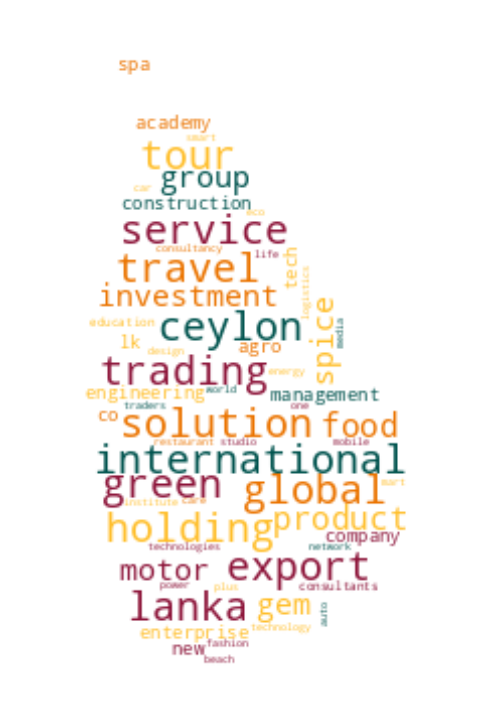 spa
academy
smart
tour
group
car
construction
eco
service
consultancy
life
tech
travel
logistics
investment
spice
education
ceylon
media
lk
agro
design
trading
energy
engineering
world
management
traders
one
co
solution
food
restaurant
studio
mobile
international
green
global
mart
institute
care
holding
product
company
technologies
network
motor
export
power
plus
consultants
lanka
gem
auto
enterprise
technology
new
fashion
beach